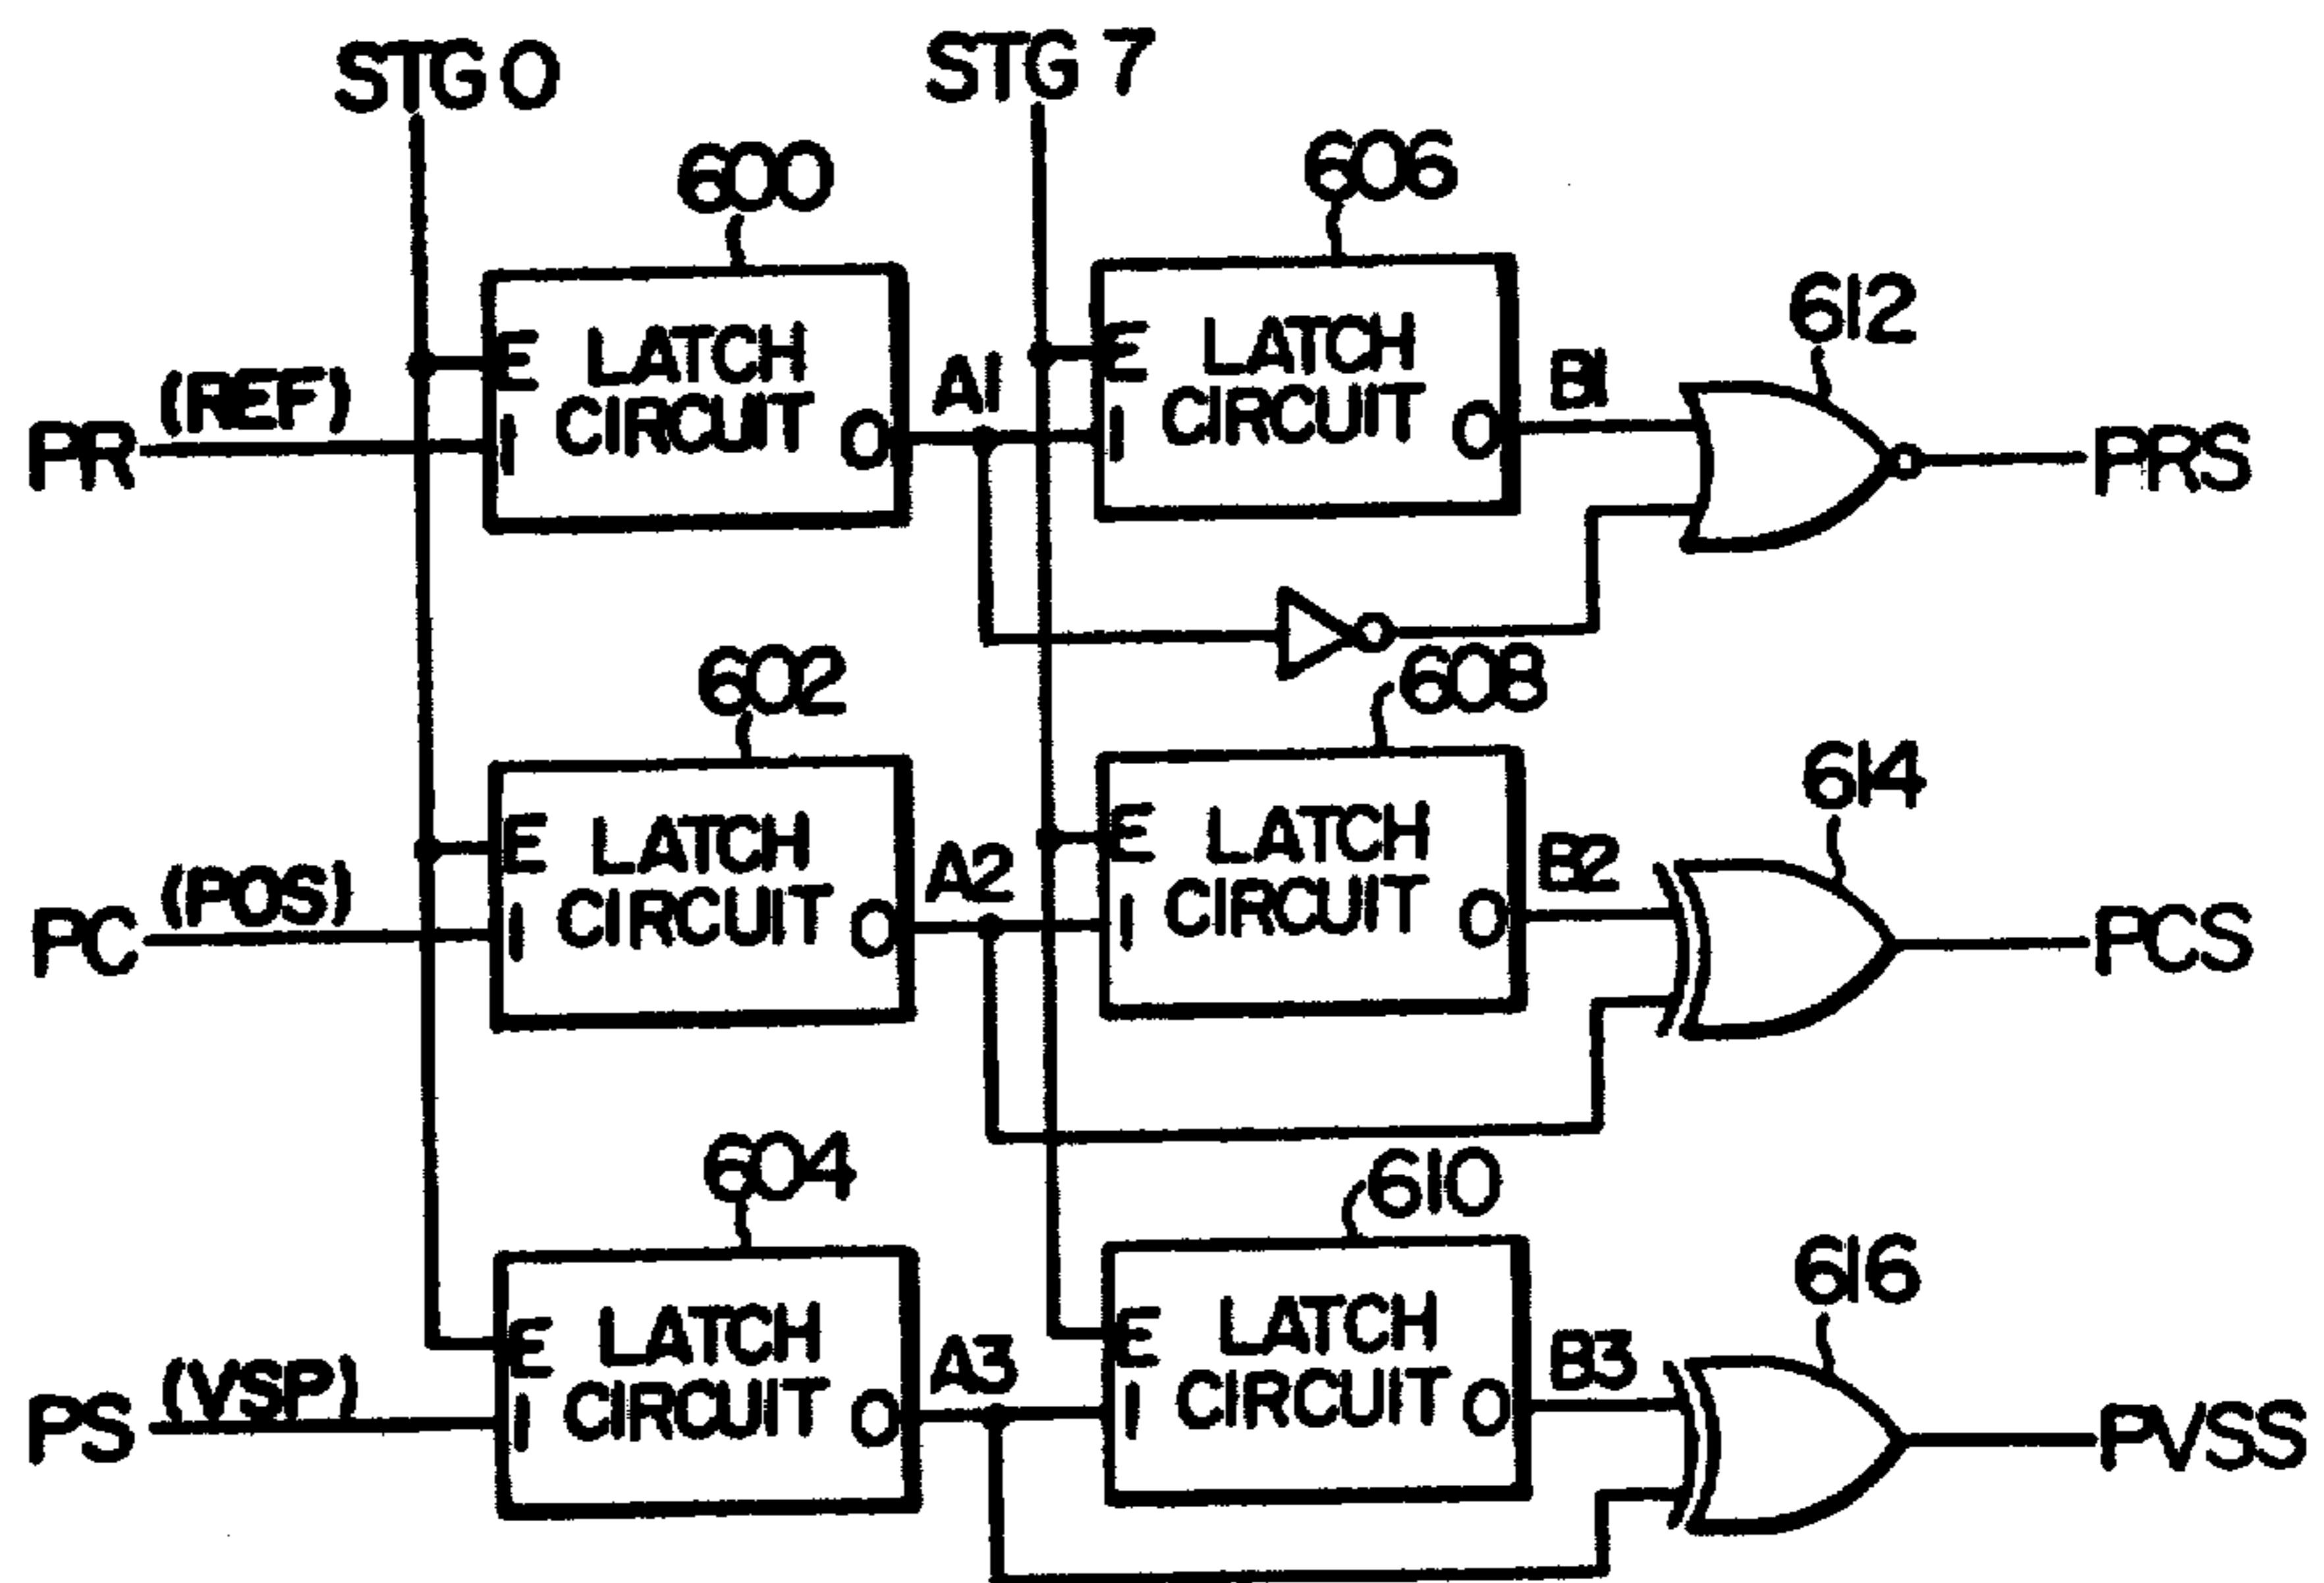 STG 0
STG 7
600
606
612
E LATCH CIRCUIT
I
O
A1
E LATCH CIRCUIT
I
O
B1
PR
(REF)
PRS
602
608
614
E LATCH CIRCUIT
I
O
A2
E LATCH CIRCUIT
I
O
B2
PC
(POS)
PCS
604
610
616
E LATCH CIRCUIT
I
O
A3
E LATCH CIRCUIT
I
O
B3
PS
(VSP)
PVSS